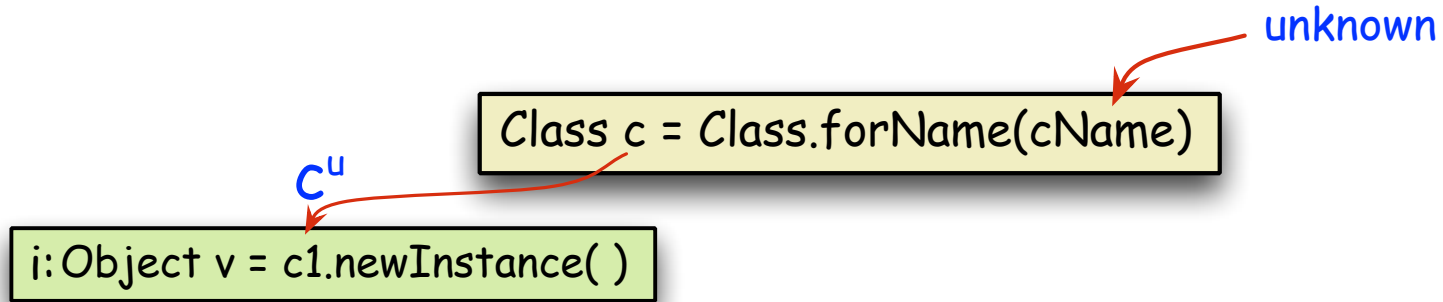 unknown
Class c = Class.forName(cName)
cᵘ
i: Object v = c1.newInstance( )